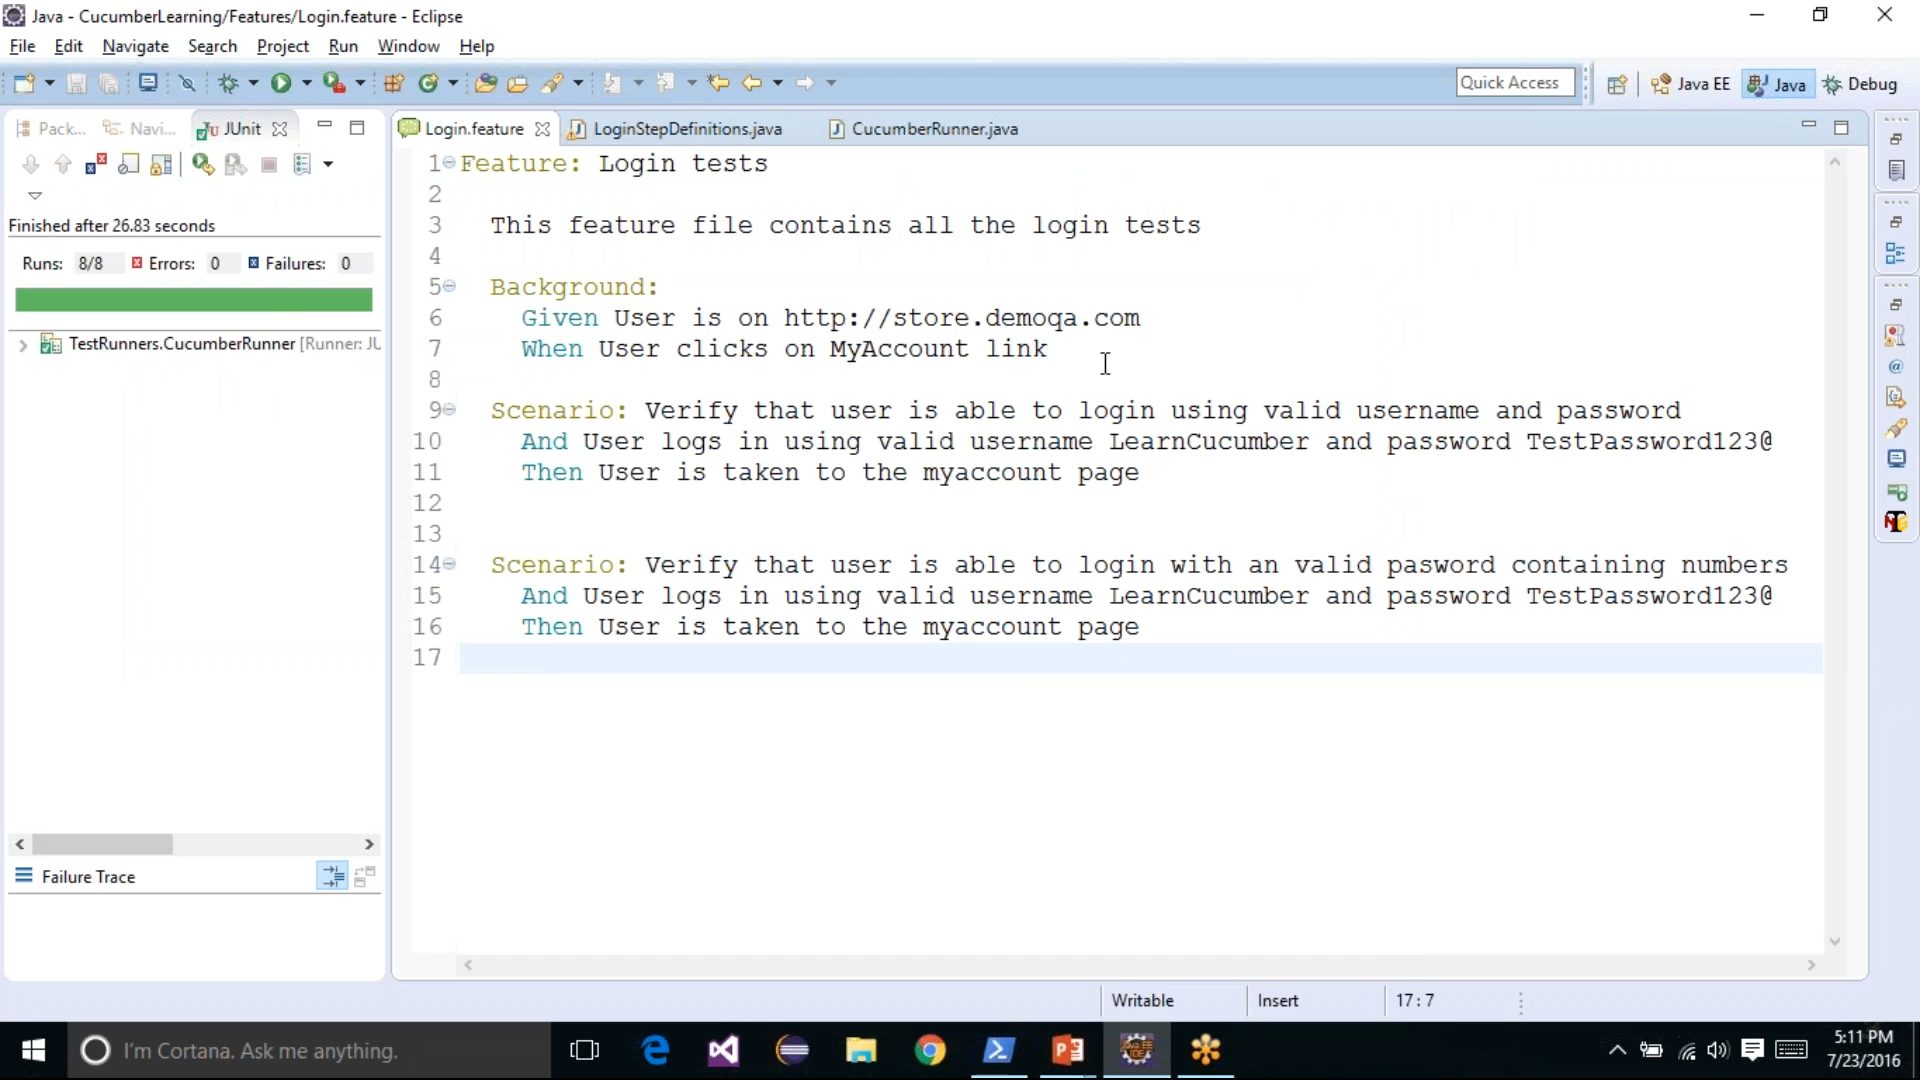 Java - CucumberLearning/Features/Login.feature - Eclipse
File Edit Navigate Search Project Run Window Help
Quick Access Java EE Java Debug
Pack... Navi... JUnit Login.feature LoginStepDefinitions.java CucumberRunner.java
Finished after 26.83 seconds
Runs: 8/8 Errors: 0 Failures: 0
TestRunners.CucumberRunner [Runner: JU
Failure Trace
1 Feature: Login tests
2
3 This feature file contains all the login tests
4
5 Background:
6 Given User is on http://store.demoqa.com
7 When User clicks on MyAccount link
8
9 Scenario: Verify that user is able to login using valid username and password
10 And User logs in using valid username LearnCucumber and password TestPassword123@
11 Then User is taken to the myaccount page
12
13
14 Scenario: Verify that user is able to login with an valid pasword containing numbers
15 And User logs in using valid username LearnCucumber and password TestPassword123@
16 Then User is taken to the myaccount page
17
Writable Insert 17 : 7
I'm Cortana. Ask me anything.
5:11 PM
7/23/2016